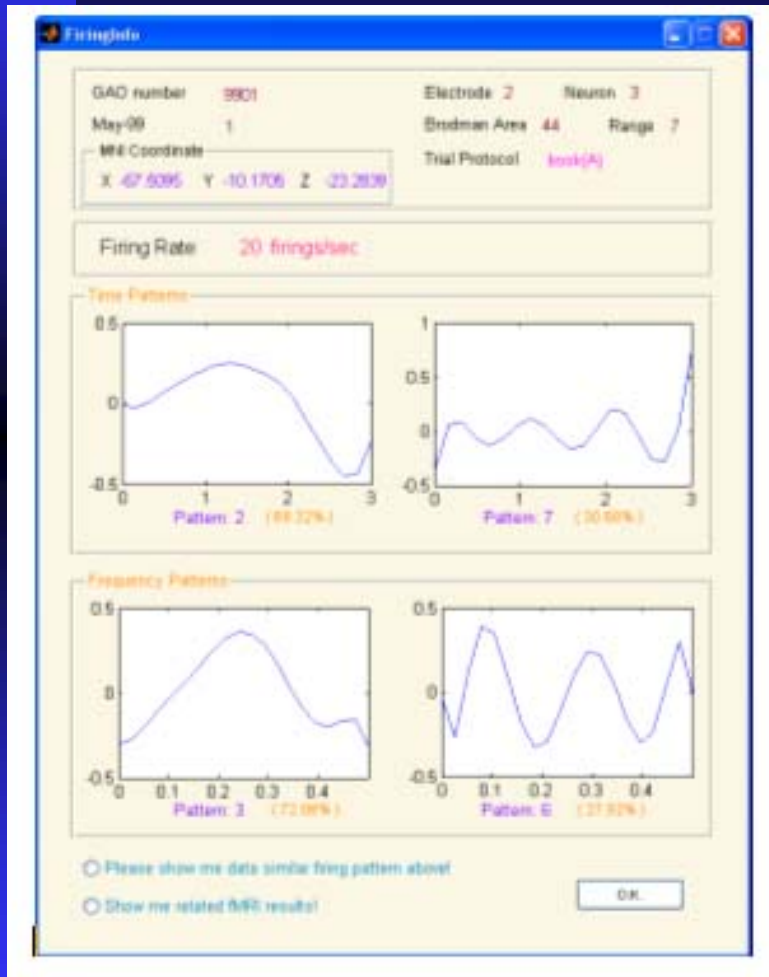 FiringInfo
GAO number 9901 Electrode 2 Neuron 3
May-99 1 Brodman Area 44 Range 7
MNI Coordinate Trial Protocol
X -67.5095 Y -10.1705 Z -23.2839
Firing Rate 20 firings/sec
Time Patterns
0.5 1
0.5
0 0
-0.5 -0.5
0 1 2 3 0 1 2 3
Pattern: 2 Pattern: 7
Frequency Patterns
0.5 0.5
0 0
-0.5 -0.5
0 0.1 0.2 0.3 0.4 0 0.1 0.2 0.3 0.4
Pattern: 3 (72.08%) Pattern: 6 (27.92%)
Please show me data similar firing pattern above!
Show me related fMRI results!
O.K.